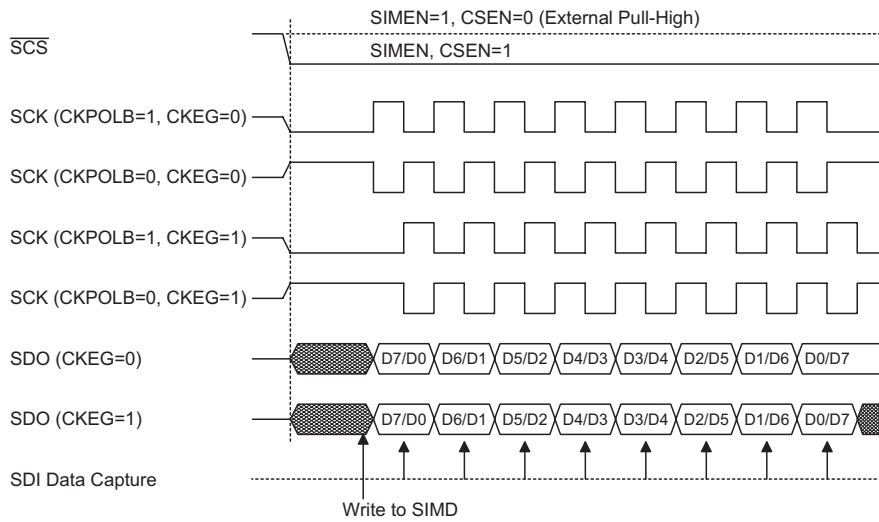 SIMEN=1, CSEN=0 (External Pull-High)
SCS
SIMEN, CSEN=1
SCK (CKPOLB=1, CKEG=0)
SCK (CKPOLB=0, CKEG=0)
SCK (CKPOLB=1, CKEG=1)
SCK (CKPOLB=0, CKEG=1)
SDO (CKEG=0) D7/D0 D6/D1 D5/D2 D4/D3 D3/D4 D2/D5 D1/D6 D0/D7
SDO (CKEG=1) D7/D0 D6/D1 D5/D2 D4/D3 D3/D4 D2/D5 D1/D6 D0/D7
SDI Data Capture
Write to SIMD